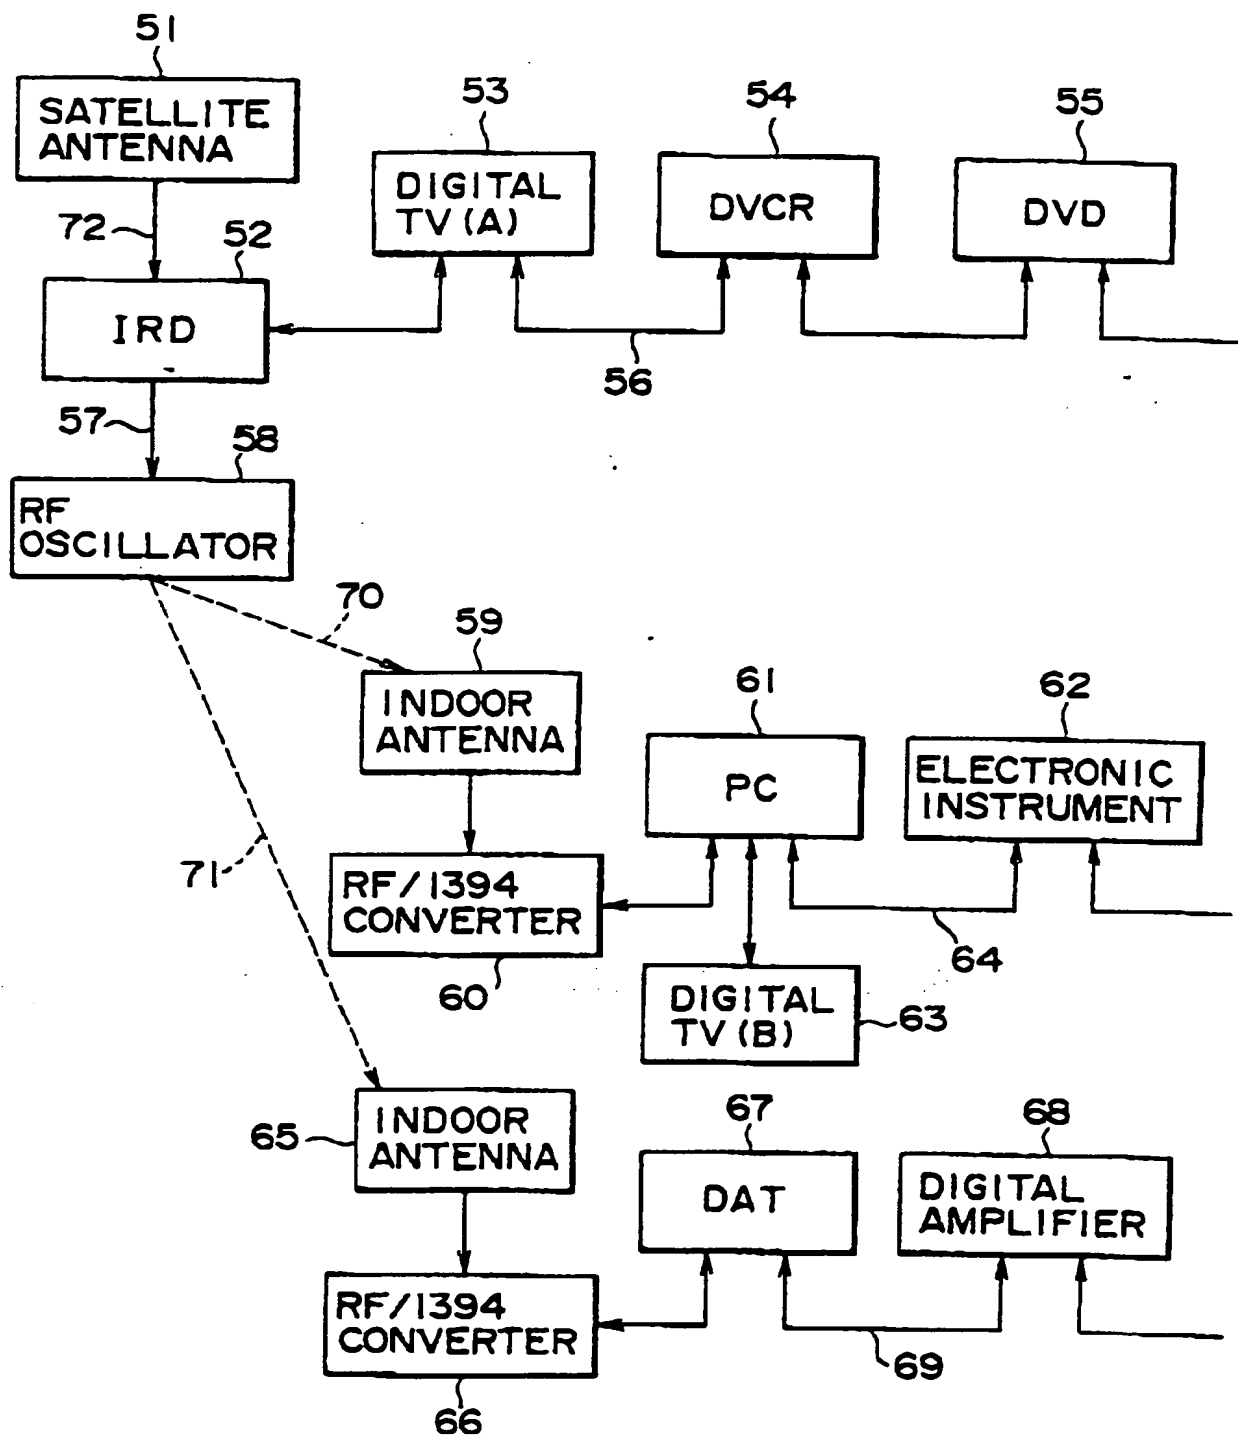 51
SATELLITE
ANTENNA
72
52
IRD
53
DIGITAL
TV (A)
54
DVCR
55
DVD
56
57
58
RF
OSCILLATOR
70
71
59
INDOOR
ANTENNA
61
PC
62
ELECTRONIC
INSTRUMENT
RF/1394
CONVERTER
60
64
DIGITAL
TV (B)
63
65
INDOOR
ANTENNA
67
DAT
68
DIGITAL
AMPLIFIER
RF/1394
CONVERTER
66
69